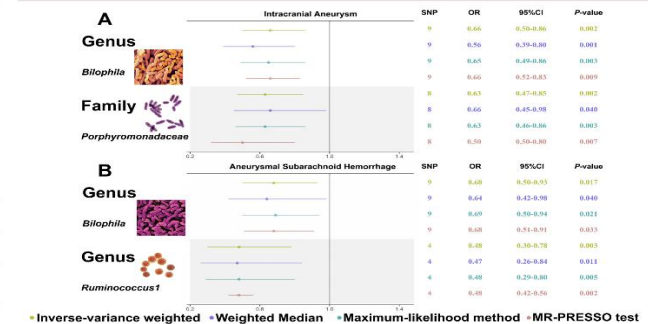 A
Intracranial Aneurysm
SNP OR 95%CI P-value
Genus
Bilophila
9 0.66 0.50-0.86 0.002
9 0.56 0.39-0.80 0.001
9 0.65 0.49-0.86 0.003
9 0.66 0.52-0.83 0.009
Family
Porphyromonadaceae
8 0.63 0.47-0.85 0.002
8 0.66 0.45-0.98 0.040
8 0.63 0.46-0.86 0.003
8 0.50 0.50-0.80 0.007
0.2 0.6 1.0 1.4
B
Aneurysmal Subarachnoid Hemorrhage
SNP OR 95%CI P-value
Genus
Bilophila
9 0.68 0.50-0.93 0.017
9 0.64 0.42-0.98 0.040
9 0.69 0.50-0.94 0.021
9 0.68 0.51-0.91 0.033
Genus
Ruminococcus1
4 0.48 0.30-0.78 0.003
4 0.47 0.26-0.84 0.011
4 0.48 0.29-0.80 0.005
4 0.48 0.42-0.56 0.002
0.2 0.6 1.0 1.4
Inverse-variance weighted Weighted Median Maximum-likelihood method MR-PRESSO test